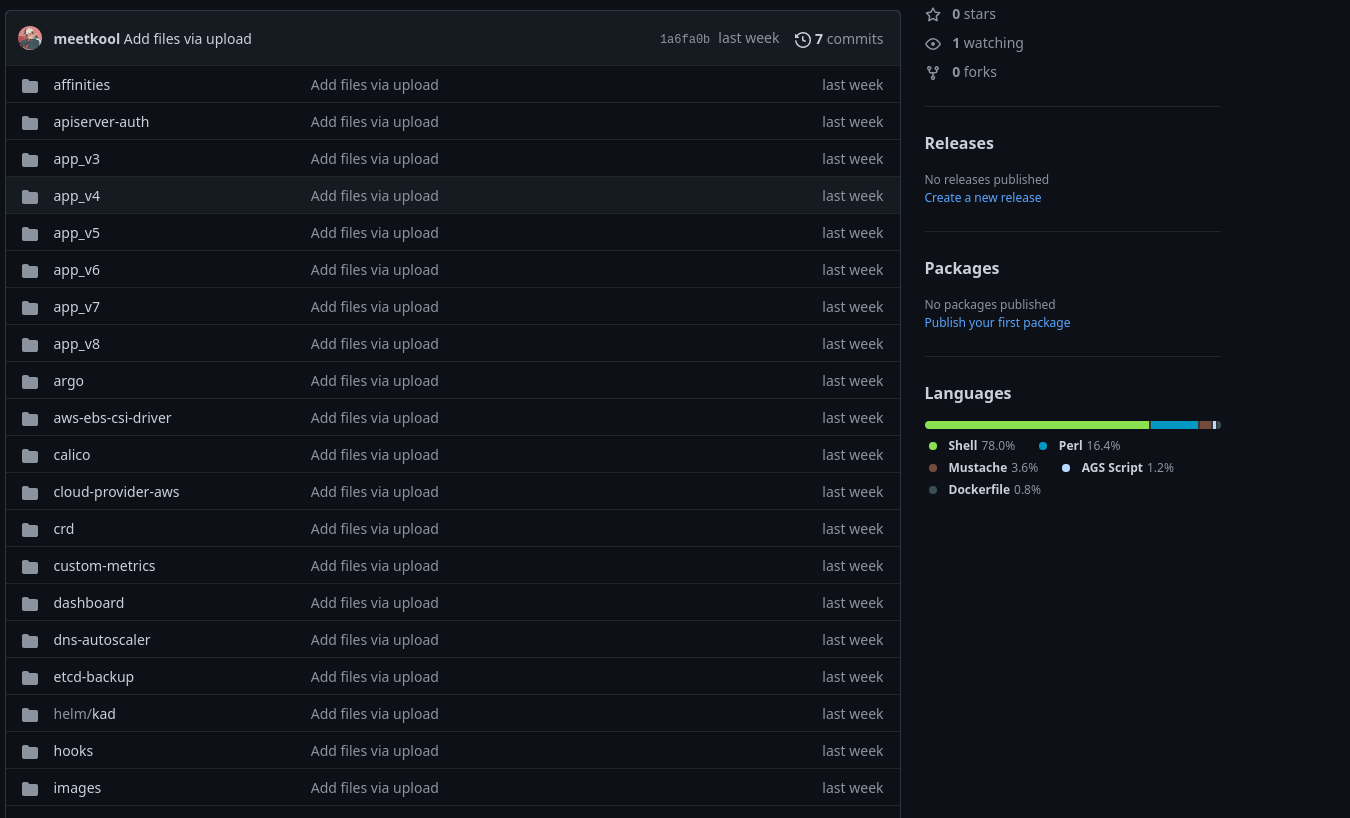 meetkool Add files via upload 1a6fa0b last week 7 commits
affinities Add files via upload last week
apiserver-auth Add files via upload last week
app_v3 Add files via upload last week
app_v4 Add files via upload last week
app_v5 Add files via upload last week
app_v6 Add files via upload last week
app_v7 Add files via upload last week
app_v8 Add files via upload last week
argo Add files via upload last week
aws-ebs-csi-driver Add files via upload last week
calico Add files via upload last week
cloud-provider-aws Add files via upload last week
crd Add files via upload last week
custom-metrics Add files via upload last week
dashboard Add files via upload last week
dns-autoscaler Add files via upload last week
etcd-backup Add files via upload last week
helm/kad Add files via upload last week
hooks Add files via upload last week
images Add files via upload last week
0 stars
1 watching
0 forks
Releases
No releases published
Create a new release
Packages
No packages published
Publish your first package
Languages
Shell 78.0% Perl 16.4%
Mustache 3.6% AGS Script 1.2%
Dockerfile 0.8%